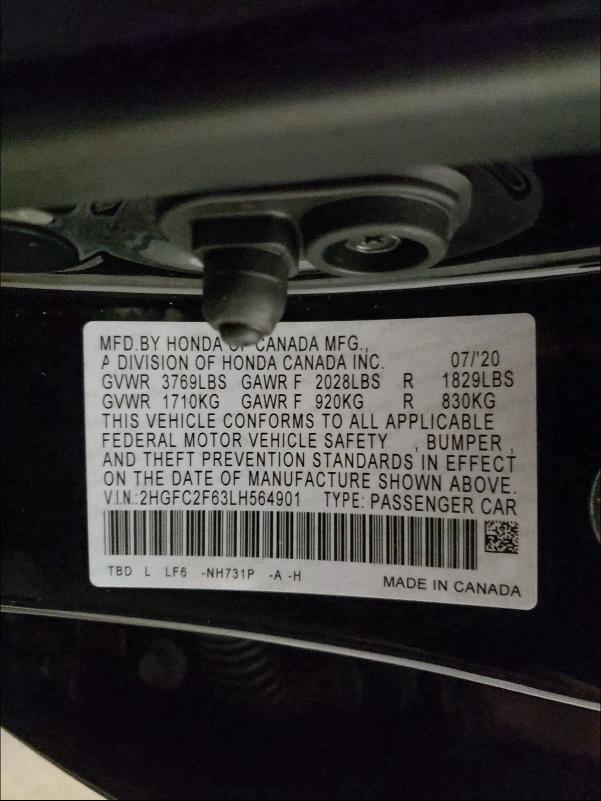 MFD.BY HONDA OF CANADA MFG.,
A DIVISION OF HONDA CANADA INC. 07/'20
GVWR 3769LBS GAWR F 2028LBS R 1829LBS
GVWR 1710KG GAWR F 920KG R 830KG
THIS VEHICLE CONFORMS TO ALL APPLICABLE
FEDERAL MOTOR VEHICLE SAFETY , BUMPER ,
AND THEFT PREVENTION STANDARDS IN EFFECT
ON THE DATE OF MANUFACTURE SHOWN ABOVE.
V.I.N.:2HGFC2F63LH564901 TYPE: PASSENGER CAR
TBD L LF6 -NH731P -A -H
MADE IN CANADA